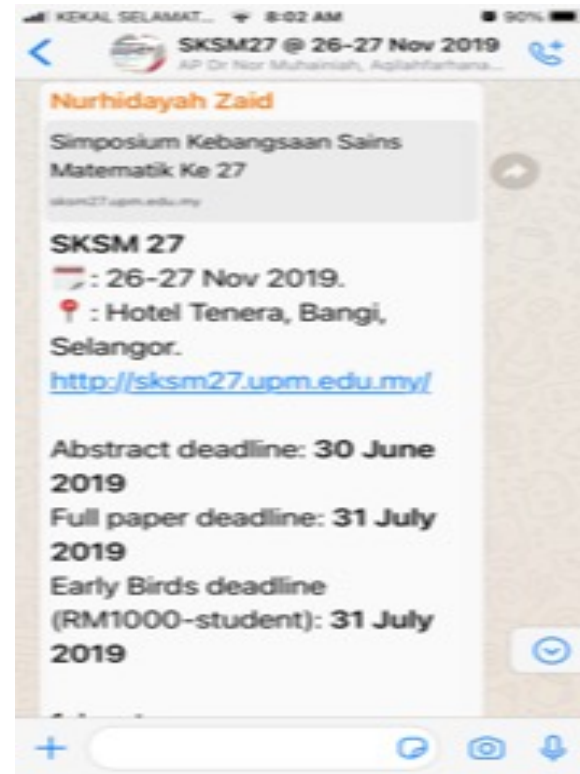 KEKAL SELAMAT... 8:02 AM 90%
SKSM27 @ 26-27 Nov 2019
AP Dr Nor Muhainiah, Aqilahfarhana...
Nurhidayah Zaid
Simposium Kebangsaan Sains
Matematik Ke 27
sksm27.upm.edu.my
SKSM 27
: 26-27 Nov 2019.
: Hotel Tenera, Bangi,
Selangor.
http://sksm27.upm.edu.my/
Abstract deadline: 30 June
2019
Full paper deadline: 31 July
2019
Early Birds deadline
(RM1000-student): 31 July
2019